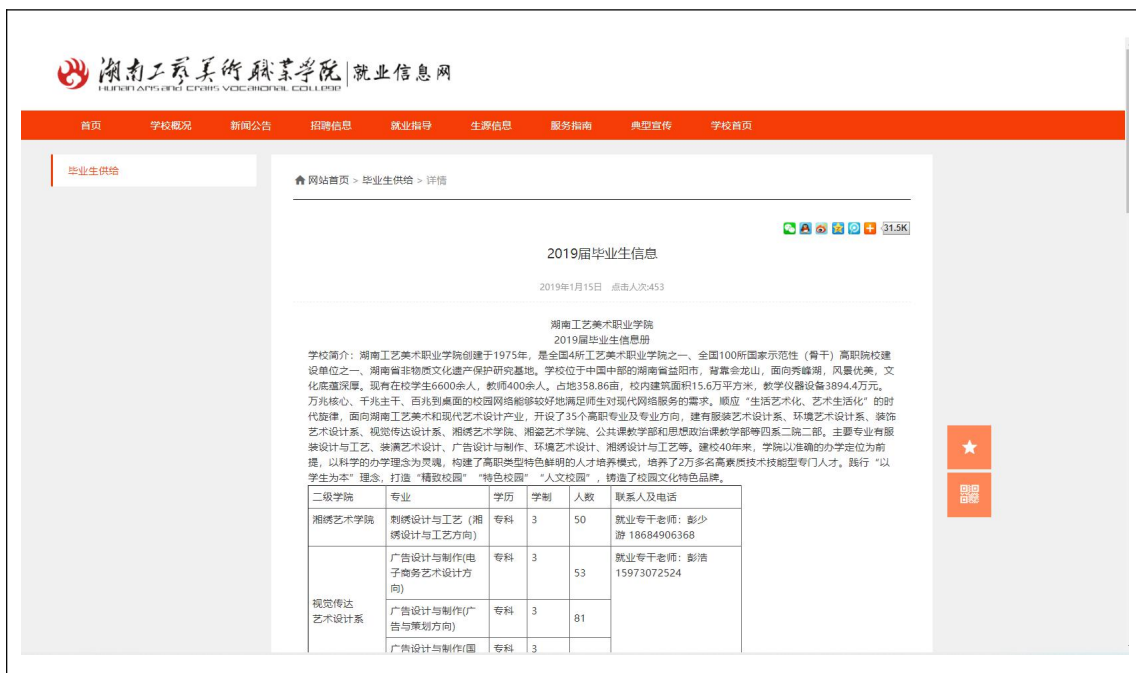 湖南工艺美术职业学院 就业信息网
HUNAN ARTS AND CRAFTS VOCATIONAL COLLEGE
首页 学校概况 新闻公告 招聘信息 就业指导 生源信息 服务指南 典型宣传 学校首页
毕业生供给
网站首页 > 毕业生供给 > 详情
31.5K
2019届毕业生信息
2019年1月15日 点击人次:453
湖南工艺美术职业学院
2019届毕业生信息册
学校简介：湖南工艺美术职业学院创建于1975年，是全国4所工艺美术职业学院之一、全国100所国家示范性（骨干）高职院校建
设单位之一、湖南省非物质文化遗产保护研究基地。学校位于中国中部的湖南省益阳市，背靠会龙山，面向秀峰湖，风景优美，文
化底蕴深厚。现有在校学生6600余人，教师400余人。占地358.86亩，校内建筑面积15.6万平方米，教学仪器设备3894.4万元。
万兆核心、千兆主干、百兆到桌面的校园网络能够较好地满足师生对现代网络服务的需求。顺应“生活艺术化、艺术生活化”的时
代旋律，面向湖南工艺美术和现代艺术设计产业，开设了35个高职专业及专业方向，建有服装艺术设计系、环境艺术设计系、装饰
艺术设计系、视觉传达设计系、湘绣艺术学院、湘瓷艺术学院、公共课教学部和思想政治课教学部等四系二院二部。主要专业有服
装设计与工艺、装潢艺术设计、广告设计与制作、环境艺术设计、湘绣设计与工艺等。建校40年来，学院以准确的办学定位为前
提，以科学的办学理念为灵魂，构建了高职类型特色鲜明的人才培养模式，培养了2万多名高素质技术技能型专门人才。践行“以
学生为本”理念，打造“精致校园”“特色校园”“人文校园”，铸造了校园文化特色品牌。
二级学院 专业 学历 学制 人数 联系人及电话
湘绣艺术学院 刺绣设计与工艺（湘 专科 3 50 就业专干老师：彭少
绣设计与工艺方向） 游 18684906368
广告设计与制作(电 专科 3 就业专干老师：彭浩
子商务艺术设计方 53 15973072524
向)
视觉传达
艺术设计系
广告设计与制作(广 专科 3 81
告与策划方向)
广告设计与制作(国 专科 3